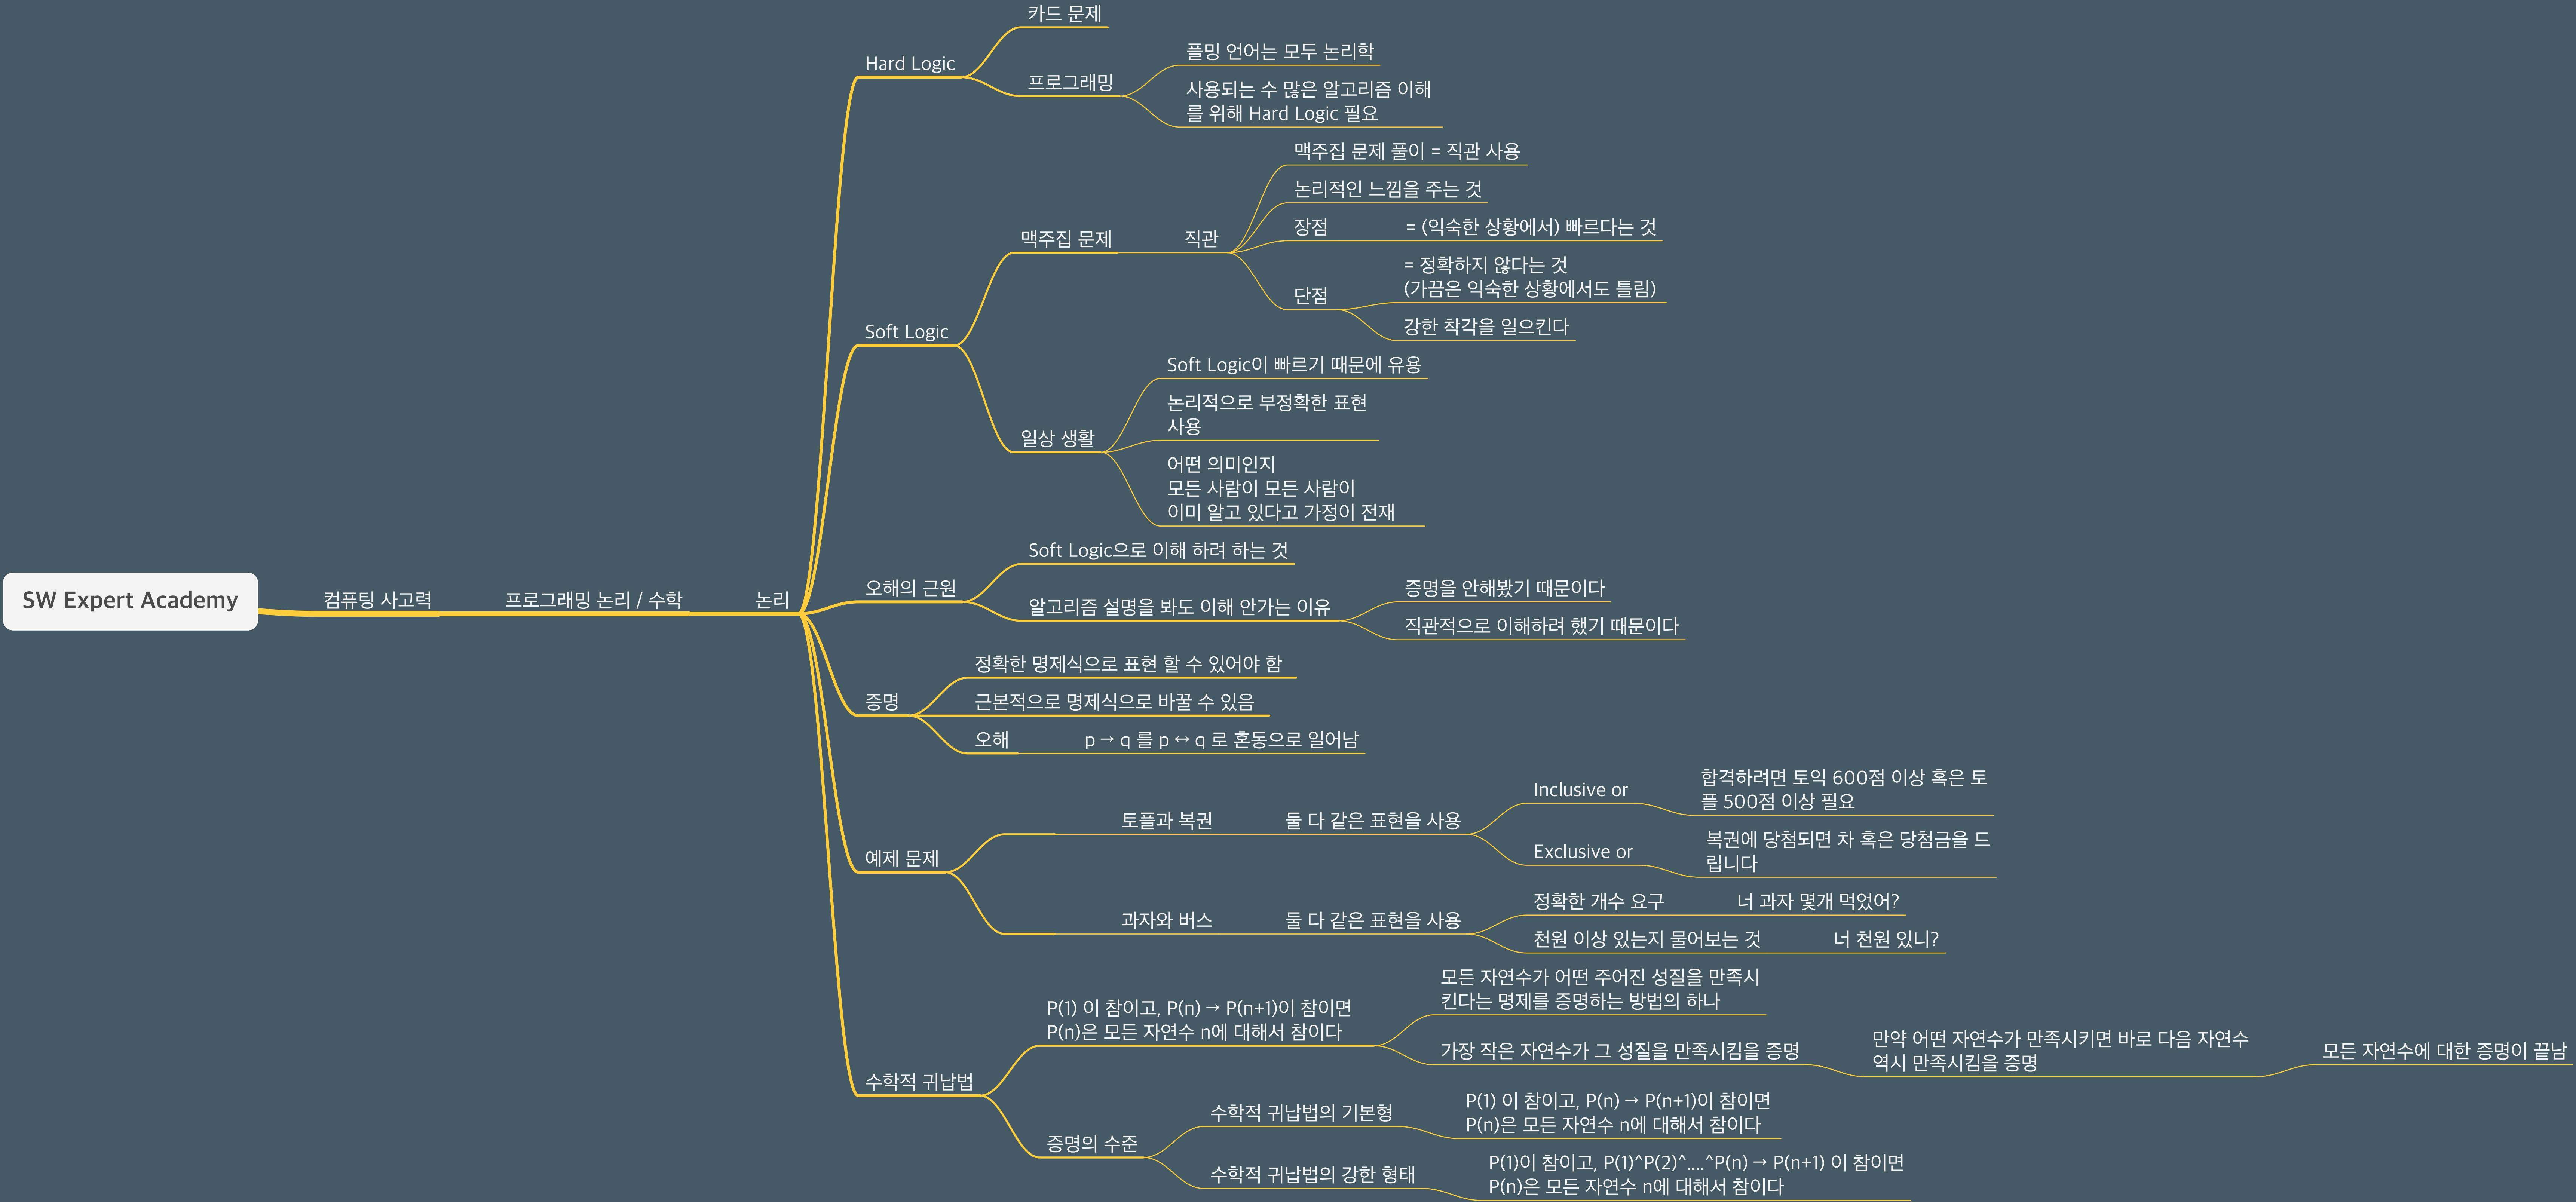 SW Expert Academy
컴퓨팅 사고력
프로그래밍 논리 / 수학
논리
Hard Logic
카드 문제
프로그래밍
플밍 언어는 모두 논리학
사용되는 수 많은 알고리즘 이해
를 위해 Hard Logic 필요
Soft Logic
맥주집 문제
직관
맥주집 문제 풀이 = 직관 사용
논리적인 느낌을 주는 것
장점
= (익숙한 상황에서) 빠르다는 것
단점
= 정확하지 않다는 것
(가끔은 익숙한 상황에서도 틀림)
강한 착각을 일으킨다
일상 생활
Soft Logic이 빠르기 때문에 유용
논리적으로 부정확한 표현
사용
어떤 의미인지
모든 사람이 모든 사람이
이미 알고 있다고 가정이 전재
오해의 근원
Soft Logic으로 이해 하려 하는 것
알고리즘 설명을 봐도 이해 안가는 이유
증명을 안해봤기 때문이다
직관적으로 이해하려 했기 때문이다
증명
정확한 명제식으로 표현 할 수 있어야 함
근본적으로 명제식으로 바꿀 수 있음
오해
p → q 를 p ↔ q 로 혼동으로 일어남
예제 문제
토플과 복권
둘 다 같은 표현을 사용
Inclusive or
합격하려면 토익 600점 이상 혹은 토
플 500점 이상 필요
Exclusive or
복권에 당첨되면 차 혹은 당첨금을 드
립니다
과자와 버스
둘 다 같은 표현을 사용
정확한 개수 요구
너 과자 몇개 먹었어?
천원 이상 있는지 물어보는 것
너 천원 있니?
수학적 귀납법
P(1) 이 참이고, P(n) → P(n+1)이 참이면
P(n)은 모든 자연수 n에 대해서 참이다
모든 자연수가 어떤 주어진 성질을 만족시
킨다는 명제를 증명하는 방법의 하나
가장 작은 자연수가 그 성질을 만족시킴을 증명
만약 어떤 자연수가 만족시키면 바로 다음 자연수
역시 만족시킴을 증명
모든 자연수에 대한 증명이 끝남
증명의 수준
수학적 귀납법의 기본형
P(1) 이 참이고, P(n) → P(n+1)이 참이면
P(n)은 모든 자연수 n에 대해서 참이다
수학적 귀납법의 강한 형태
P(1)이 참이고, P(1)^P(2)^....^P(n) → P(n+1) 이 참이면
P(n)은 모든 자연수 n에 대해서 참이다